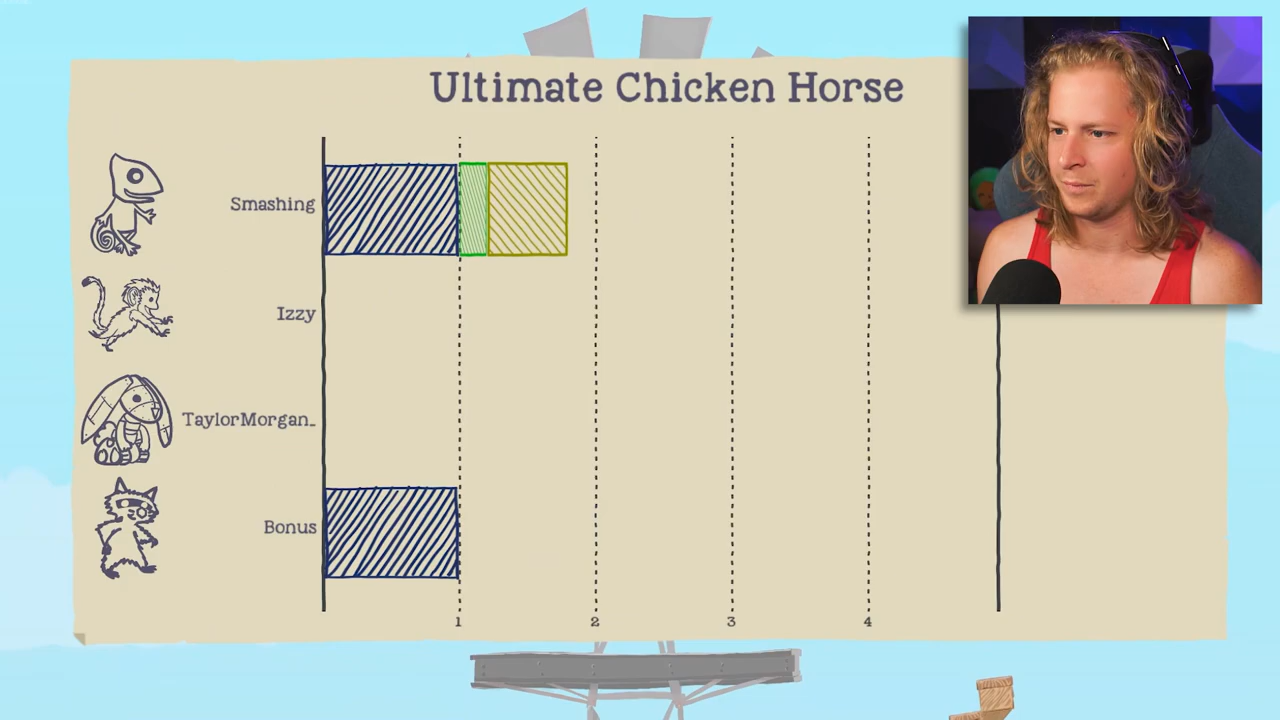 Ultimate Chicken Horse
Smashing
Izzy
TaylorMorgan_
Bonus
1 2 3 4